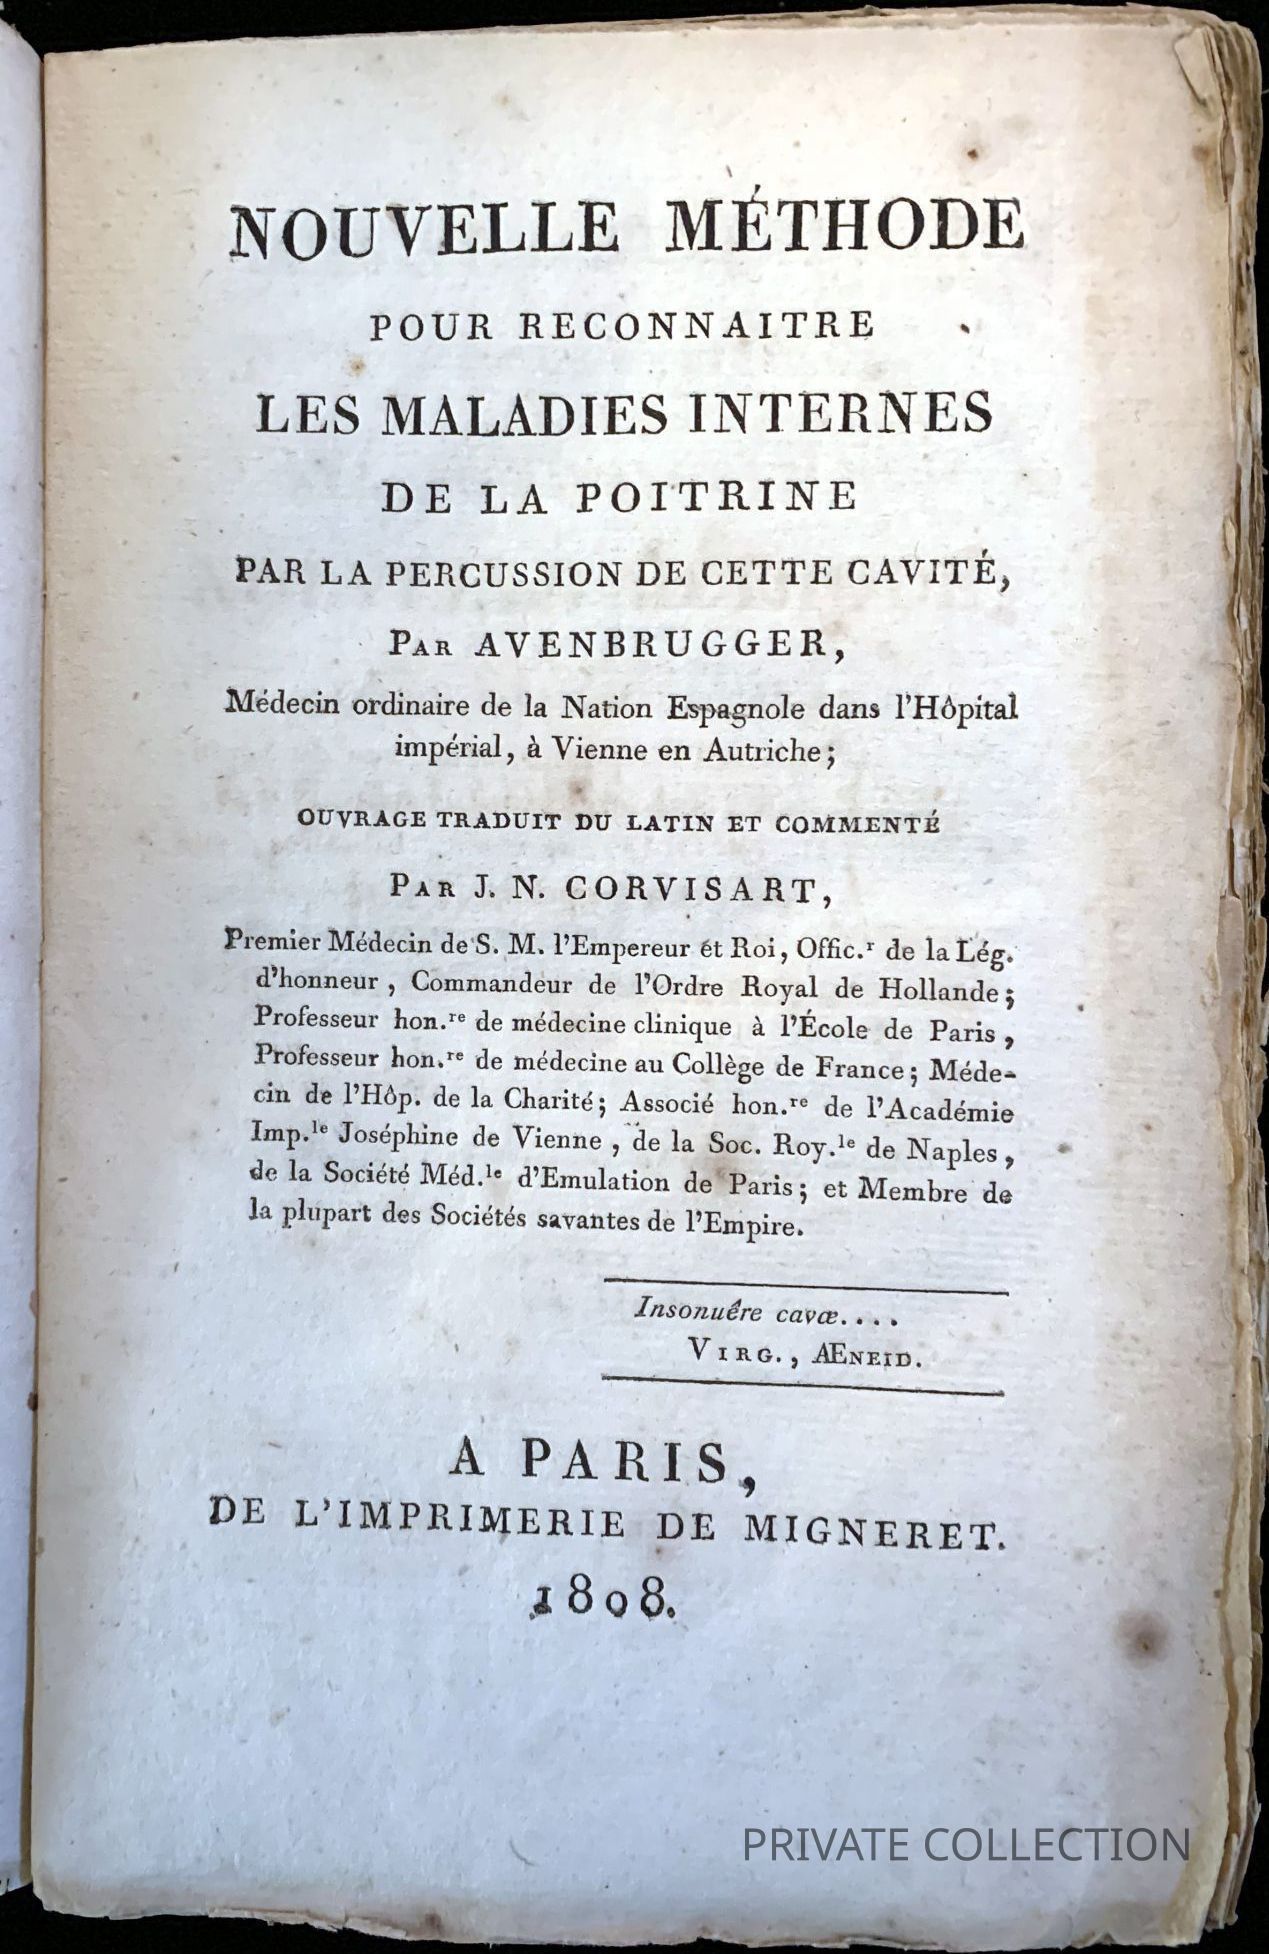 NOUVELLE MÉTHODE
POUR RECONNAITRE
LES MALADIES INTERNES
DE LA POITRINE
PAR LA PERCUSSION DE CETTE CAVITÉ,
PAR AVENBRUGGER,
Médecin ordinaire de la Nation Espagnole dans l'Hôpital
impérial, à Vienne en Autriche;
OUVRAGE TRADUIT DU LATIN ET COMMENTÉ
PAR J. N. CORVISART,
Premier Médecin de S. M. l'Empereur et Roi, Offic.r de la Lég.
d'honneur, Commandeur de l'Ordre Royal de Hollande;
Professeur hon.re de médecine clinique à l'École de Paris,
Professeur hon.re de médecine au Collège de France; Méde-
cin de l'Hôp. de la Charité; Associé hon.re de l'Académie
Imp.le Joséphine de Vienne, de la Soc. Roy.le de Naples,
de la Société Méd.le d'Emulation de Paris; et Membre de
la plupart des Sociétés savantes de l'Empire.
Insonuêre cavæ....
VIRG., ÆNEID.
A PARIS,
DE L'IMPRIMERIE DE MIGNERET.
1808.
PRIVATE COLLECTION